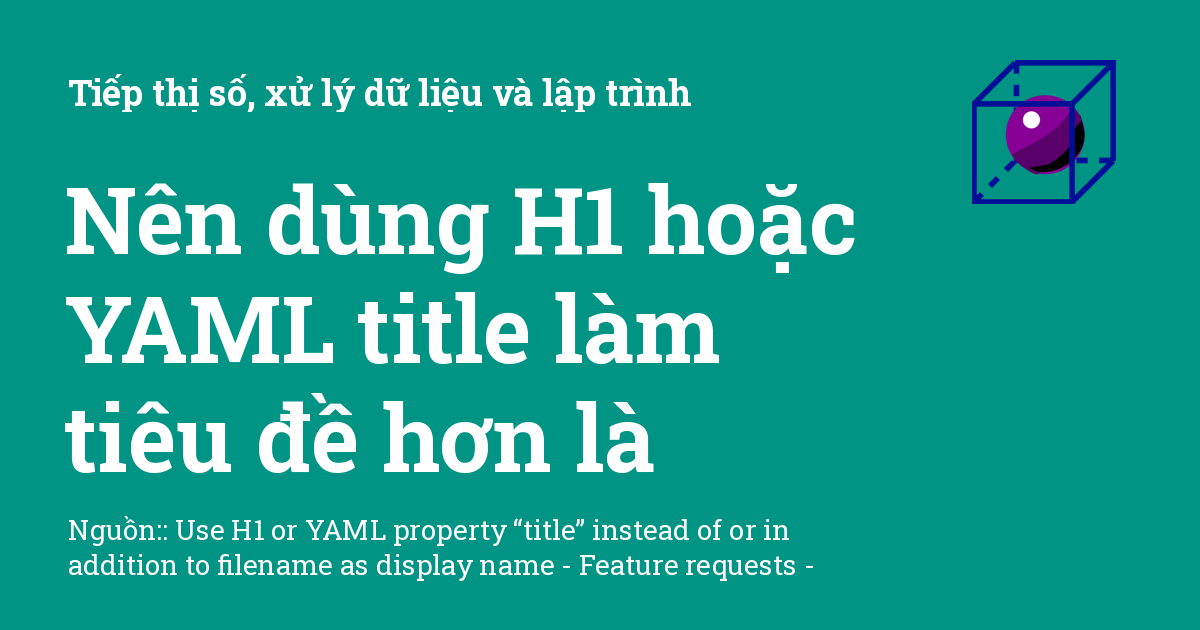 Tiếp thị số, xử lý dữ liệu và lập trình
Nên dùng H1 hoặc
YAML title làm
tiêu đề hơn là
Nguồn:: Use H1 or YAML property “title” instead of or in
addition to filename as display name - Feature requests -